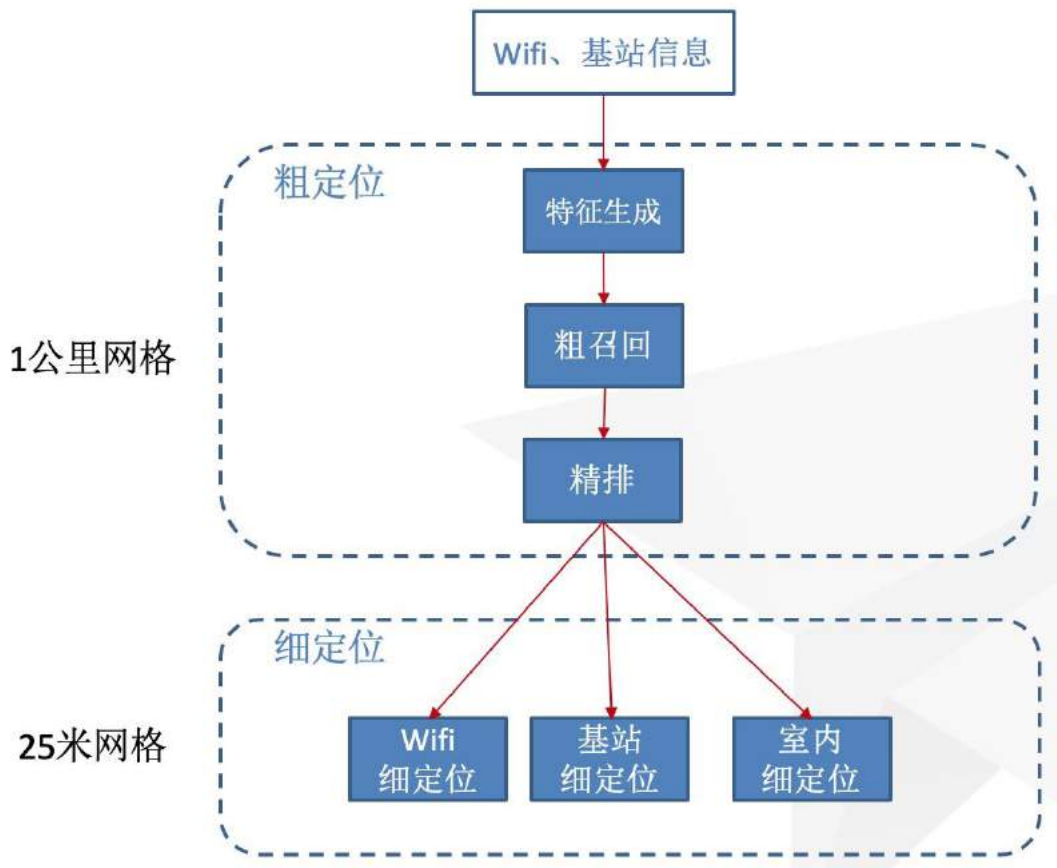 Wifi、基站信息
粗定位
特征生成
1公里网格
粗召回
精排
细定位
25米网格
Wifi
细定位
基站
细定位
室内
细定位